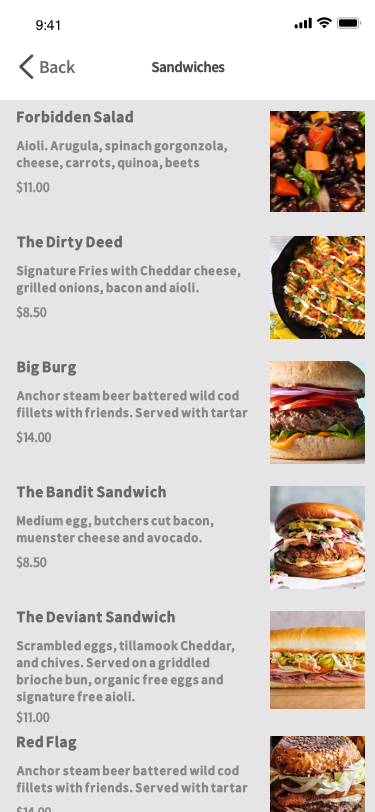 9:41
Back
Sandwiches
Forbidden Salad
Aioli. Arugula, spinach gorgonzola,
cheese, carrots, quinoa, beets
$11.00
The Dirty Deed
Signature Fries with Cheddar cheese,
grilled onions, bacon and aioli.
$8.50
Big Burg
Anchor steam beer battered wild cod
fillets with friends. Served with tartar
$14.00
The Bandit Sandwich
Medium egg, butchers cut bacon,
muenster cheese and avocado.
$8.50
The Deviant Sandwich
Scrambled eggs, tillamook Cheddar,
and chives. Served on a griddled
brioche bun, organic free eggs and
signature free aioli.
$11.00
Red Flag
Anchor steam beer battered wild cod
fillets with friends. Served with tartar
$14.00